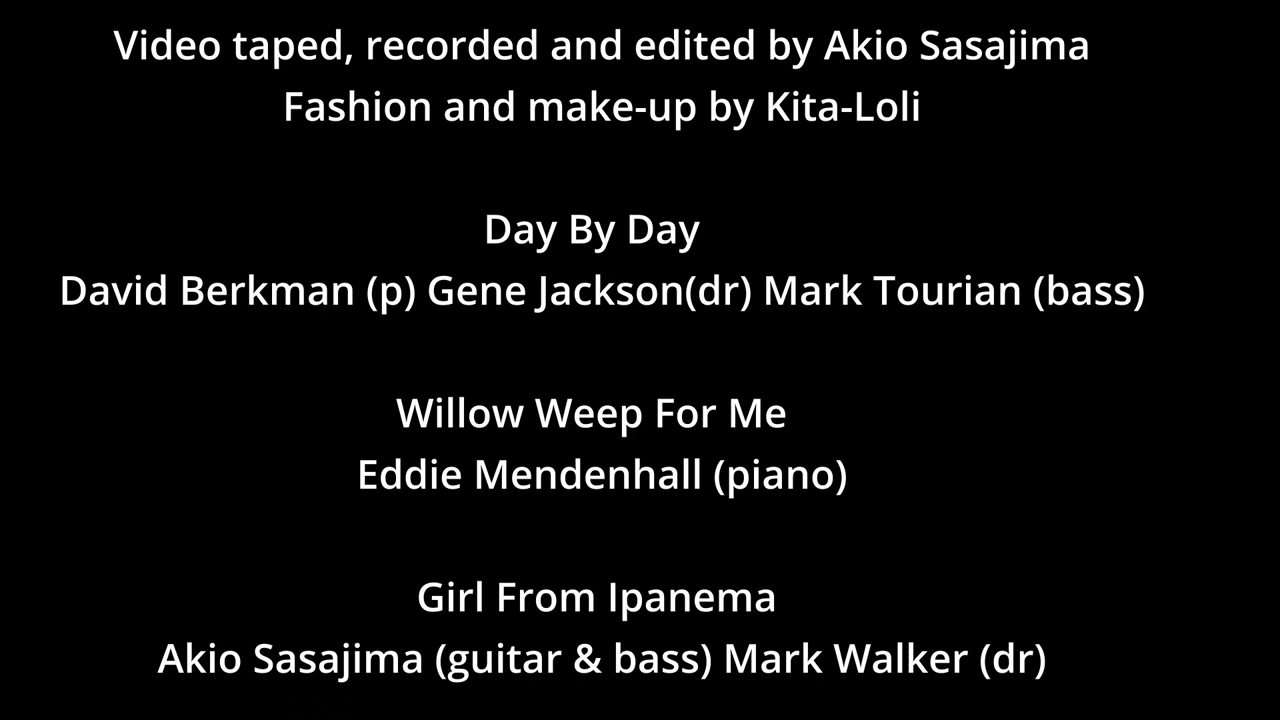 Video taped, recorded and edited by Akio Sasajima
Fashion and make-up by Kita-Loli
Day By Day
David Berkman (p) Gene Jackson(dr) Mark Tourian (bass)
Willow Weep For Me
Eddie Mendenhall (piano)
Girl From Ipanema
Akio Sasajima (guitar & bass) Mark Walker (dr)